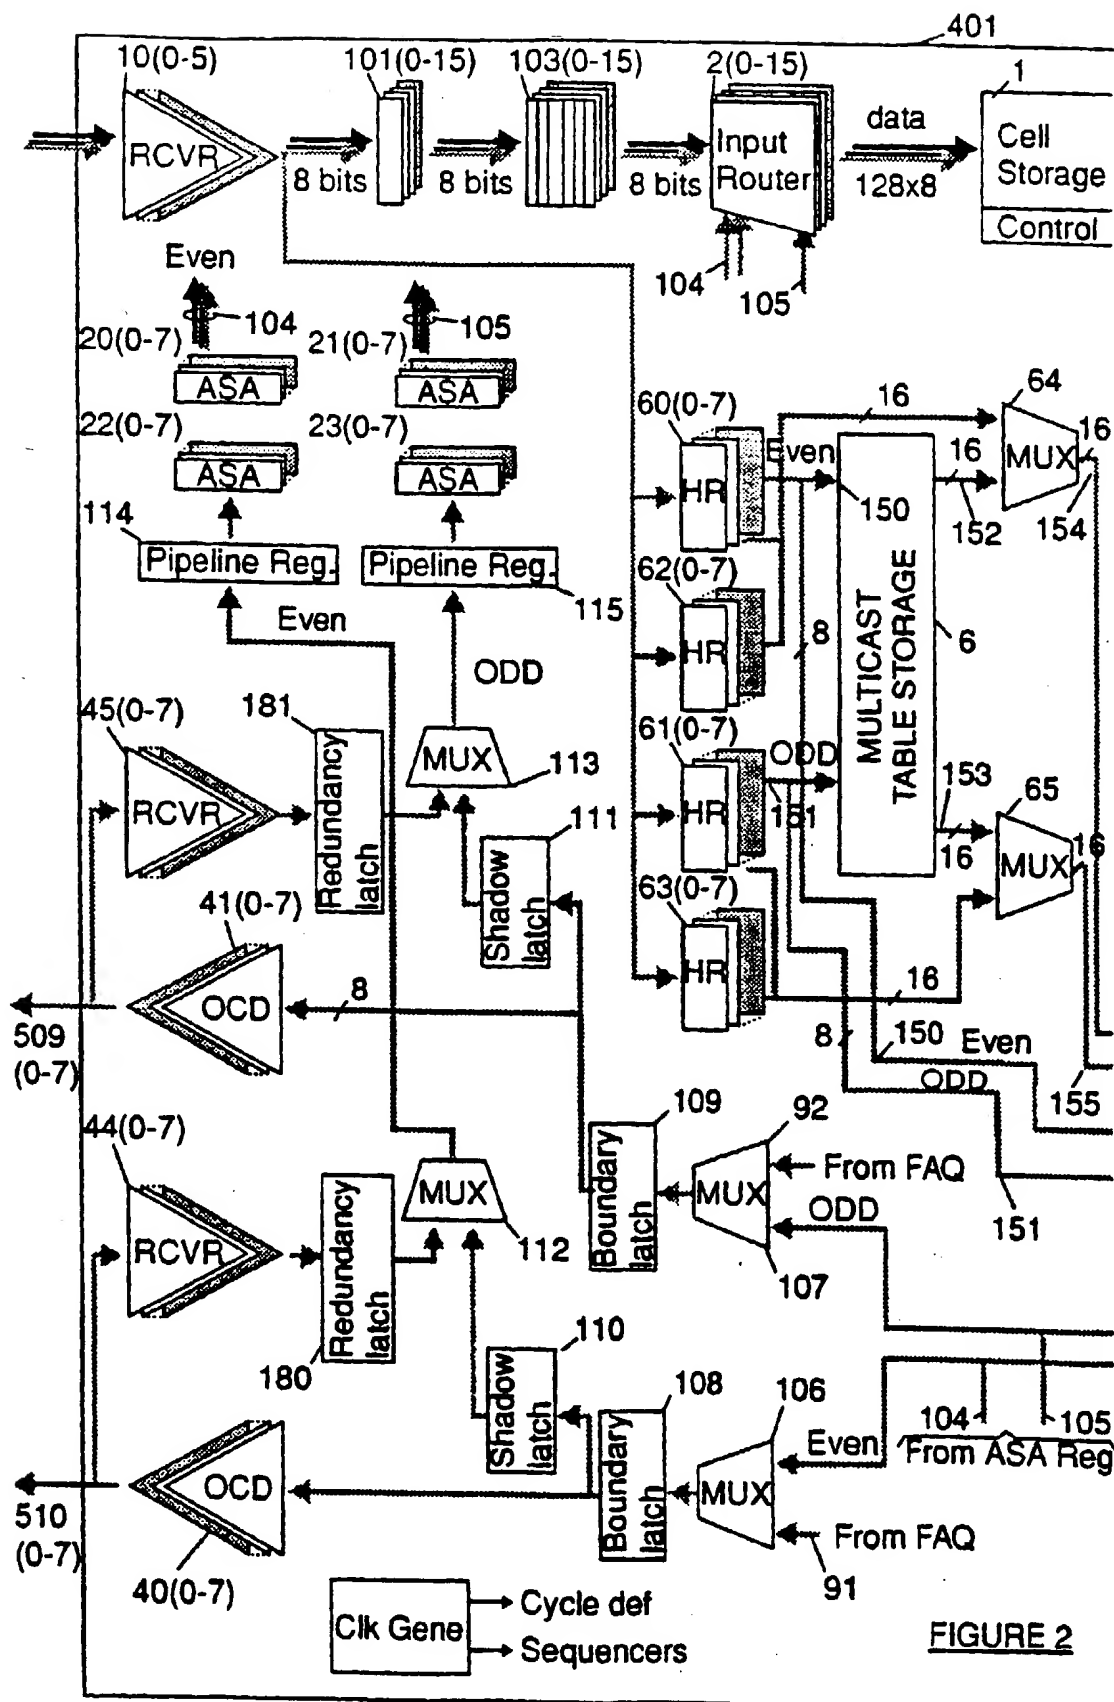 401
10(0-5)
101(0-15)
103(0-15)
2(0-15)
1
RCVR
8 bits
8 bits
8 bits
Input
Router
data
128x8
Cell
Storage
Control
104
105
Even
104
105
20(0-7)
ASA
21(0-7)
ASA
22(0-7)
ASA
23(0-7)
ASA
114
Pipeline Reg.
Pipeline Reg.
115
Even
ODD
60(0-7)
HR
Even
62(0-7)
HR
61(0-7)
HR
ODD
151
63(0-7)
HR
16
64
MUX
16
16
150
152
154
MULTICAST
TABLE STORAGE
6
8
153
65
16
MUX
16
16
8
150
Even
ODD
155
151
45(0-7)
RCVR
181
Redundancy
latch
MUX
113
111
Shadow
latch
41(0-7)
OCD
8
509
(0-7)
44(0-7)
RCVR
180
Redundancy
latch
MUX
112
109
Boundary
latch
92
MUX
From FAQ
ODD
107
110
Shadow
latch
108
Boundary
latch
106
MUX
Even
104
105
From ASA Reg
From FAQ
91
OCD
510
(0-7)
40(0-7)
Clk Gene
Cycle def
Sequencers
FIGURE 2